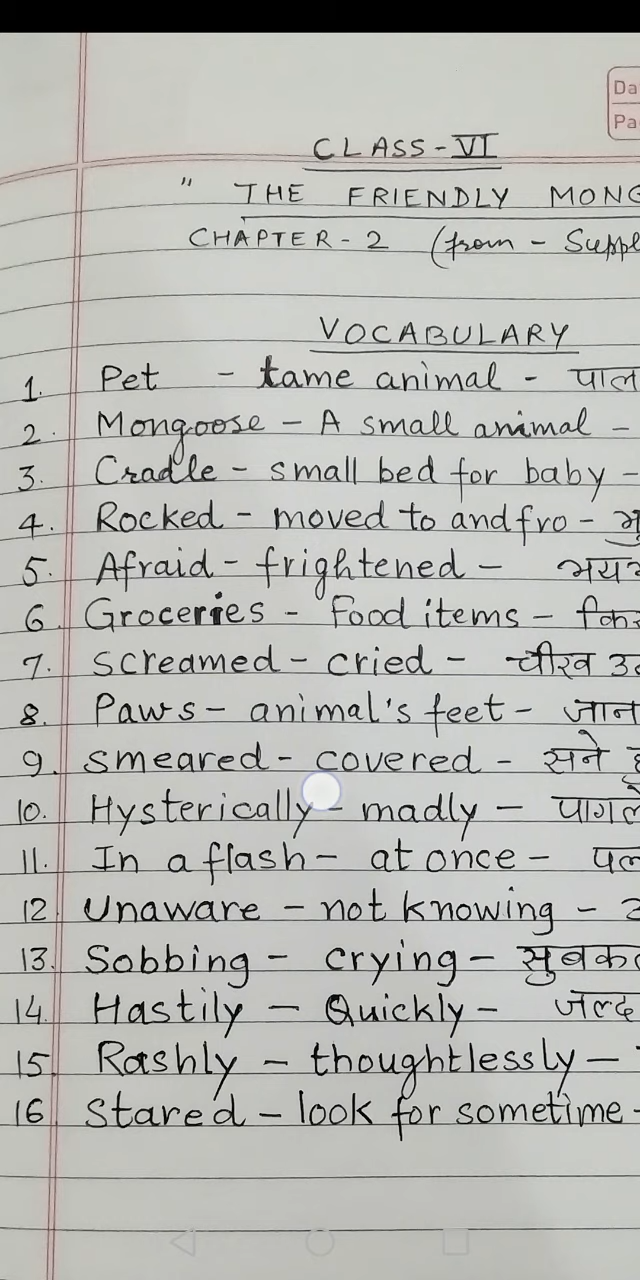 Da
Pa
CLASS - VI
" THE FRIENDLY MONG
CHAPTER - 2 (from - Supple
VOCABULARY
1. Pet - tame animal - पाल
2. Mongoose - A small animal -
3. Cradle - small bed for baby -
4. Rocked - moved to and fro -
5. Afraid - frightened - भयभ
6. Groceries - Food items - किर
7. Screamed - cried - चीख उ
8. Paws - animal's feet - जान
9. Smeared - covered - सने ह
10. Hysterically - madly - पागल
11. In a flash - at once - पल
12 Unaware - not knowing -
13. Sobbing - crying - सुबक
14. Hastily - Quickly - जल्द
15 Rashly - thoughtlessly -
16 Stared - look for sometime -